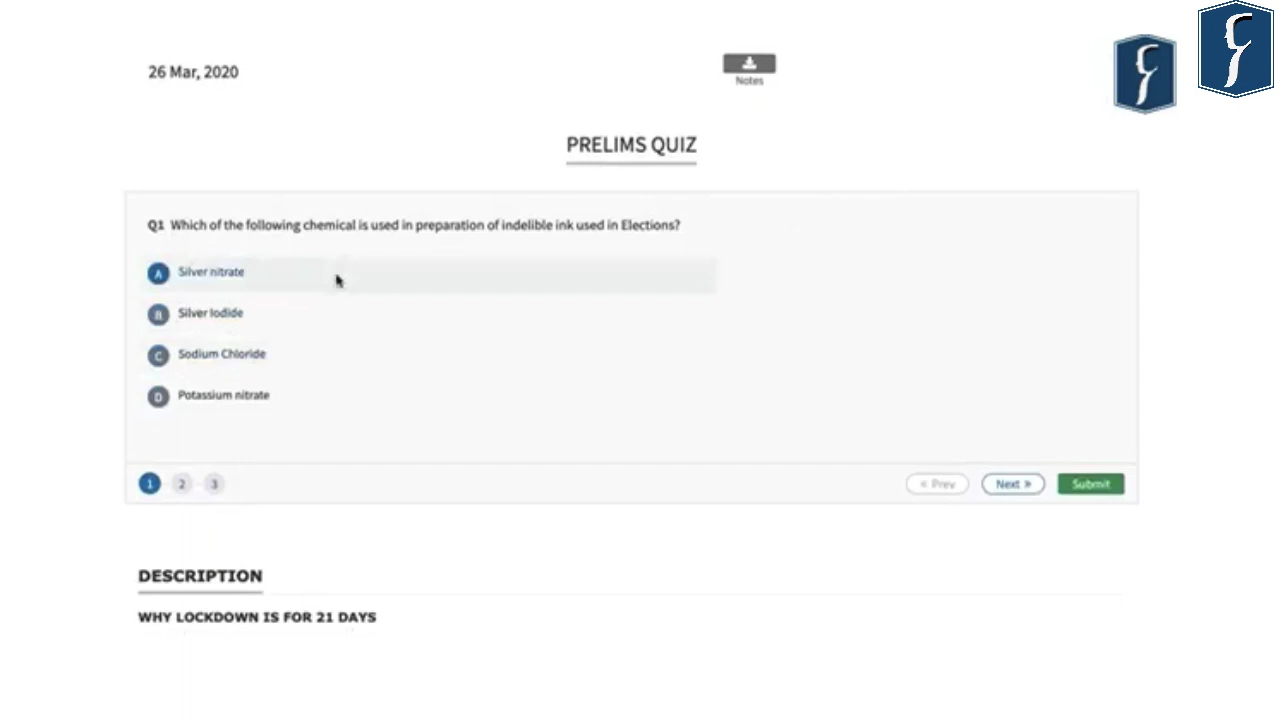 26 Mar, 2020
Notes
PRELIMS QUIZ
Q1 Which of the following chemical is used in preparation of indelible ink used in Elections?
A Silver nitrate
B Silver Iodide
C Sodium Chloride
D Potassium nitrate
1 2 3 « Prev Next » Submit
DESCRIPTION
WHY LOCKDOWN IS FOR 21 DAYS